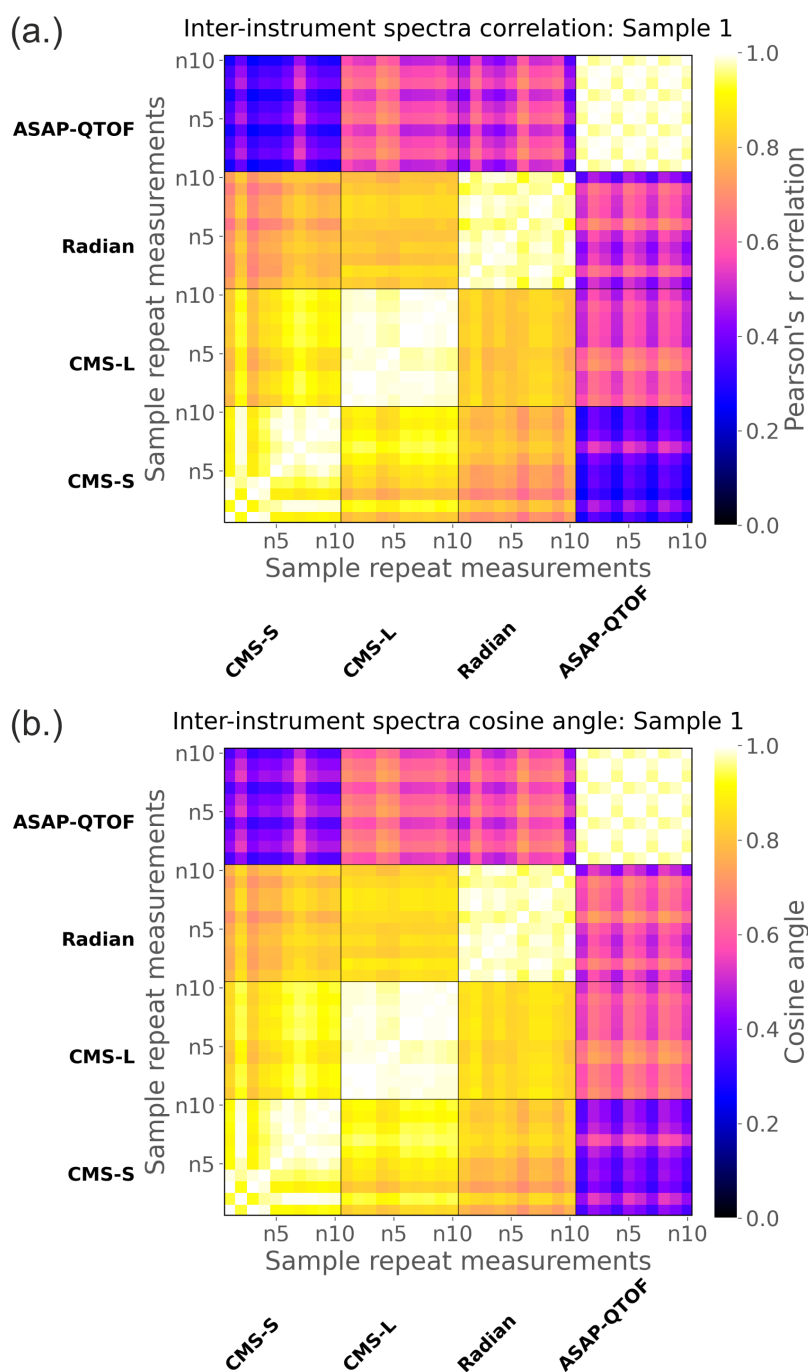 (a.)
Inter-instrument spectra correlation: Sample 1
n10
ASAP-QTOF
n5
n10
Radian
n5
n10
CMS-L
n5
n10
CMS-S
n5
Sample repeat measurements
n5 n10 n5 n10 n5 n10 n5 n10
Sample repeat measurements
CMS-S CMS-L Radian ASAP-QTOF
1.0
0.8
0.6
0.4
0.2
0.0
Pearson's r correlation
(b.)
Inter-instrument spectra cosine angle: Sample 1
n10
ASAP-QTOF
n5
n10
Radian
n5
n10
CMS-L
n5
n10
CMS-S
n5
Sample repeat measurements
n5 n10 n5 n10 n5 n10 n5 n10
Sample repeat measurements
CMS-S CMS-L Radian ASAP-QTOF
1.0
0.8
0.6
0.4
0.2
0.0
Cosine angle